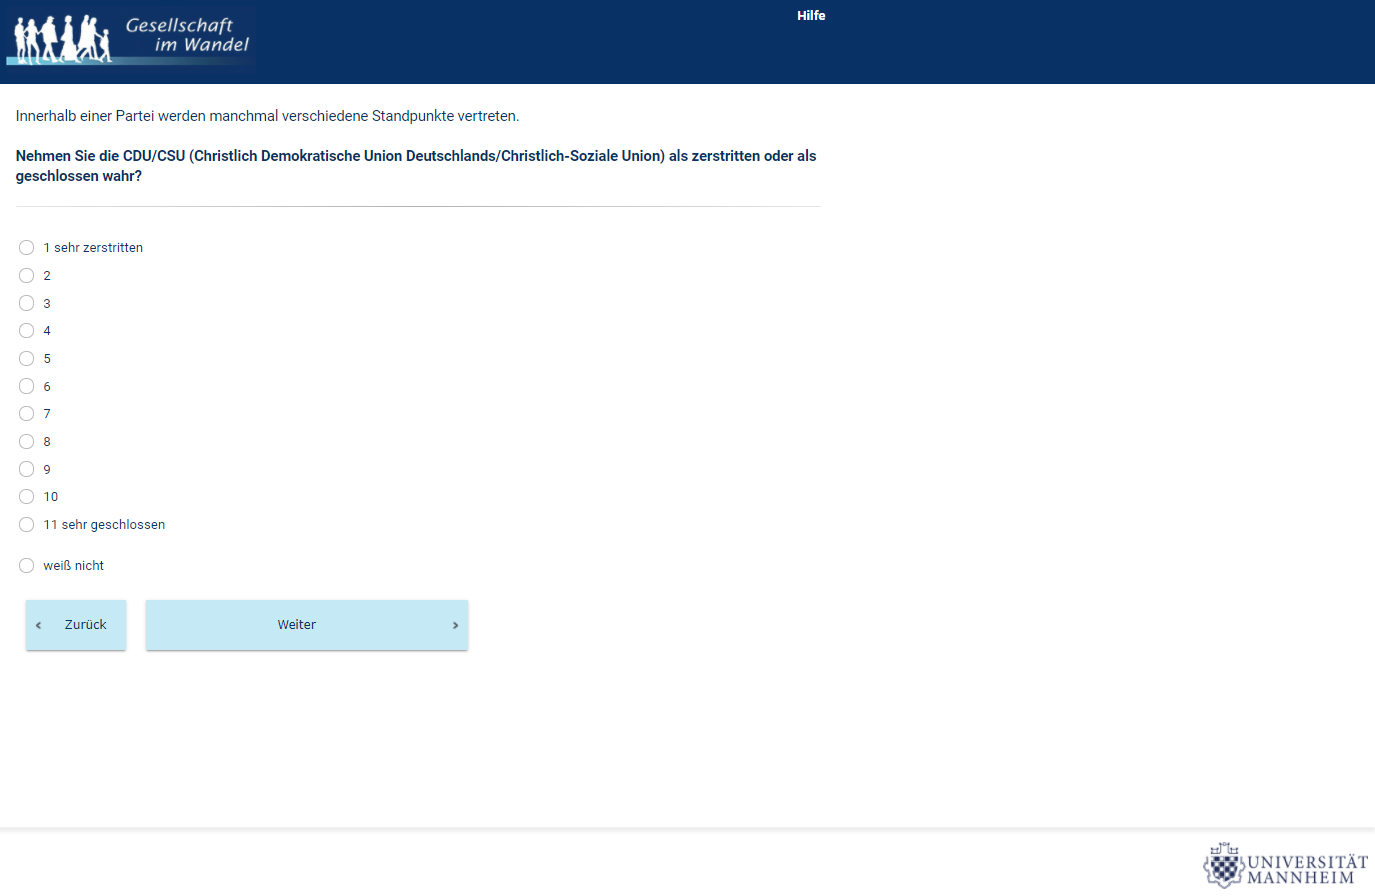 Gesellschaft
im Wandel
Hilfe
Innerhalb einer Partei werden manchmal verschiedene Standpunkte vertreten.
Nehmen Sie die CDU/CSU (Christlich Demokratische Union Deutschlands/Christlich-Soziale Union) als zerstritten oder als
geschlossen wahr?
1 sehr zerstritten
2
3
4
5
6
7
8
9
10
11 sehr geschlossen
weiß nicht
‹ Zurück
Weiter ›
UNIVERSITÄT
MANNHEIM